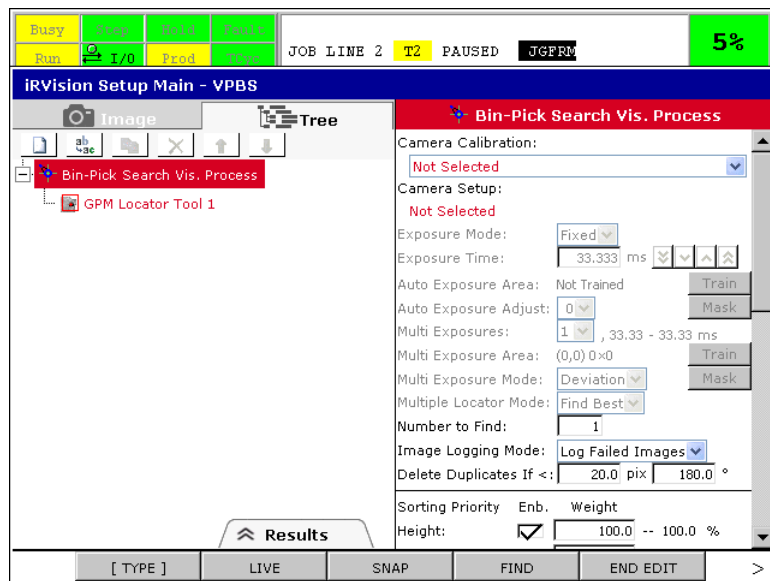 Busy Step Hold Fault
Run I/O Prod TCyc
JOB LINE 2 T2 PAUSED JGFRM
5%
iRVision Setup Main - VPBS
Image Tree
ab
→ac
Bin-Pick Search Vis. Process
GPM Locator Tool 1
Results
Bin-Pick Search Vis. Process
Camera Calibration:
Not Selected
Camera Setup:
Not Selected
Exposure Mode: Fixed
Exposure Time: 33.333 ms
Auto Exposure Area: Not Trained Train
Auto Exposure Adjust: 0 Mask
Multi Exposures: 1 , 33.33 - 33.33 ms
Multi Exposure Area: (0,0) 0×0 Train
Multi Exposure Mode: Deviation Mask
Multiple Locator Mode: Find Best
Number to Find: 1
Image Logging Mode: Log Failed Images
Delete Duplicates If <: 20.0 pix 180.0 °
Sorting Priority Enb. Weight
Height: 100.0 -- 100.0 %
[ TYPE ] LIVE SNAP FIND END EDIT >